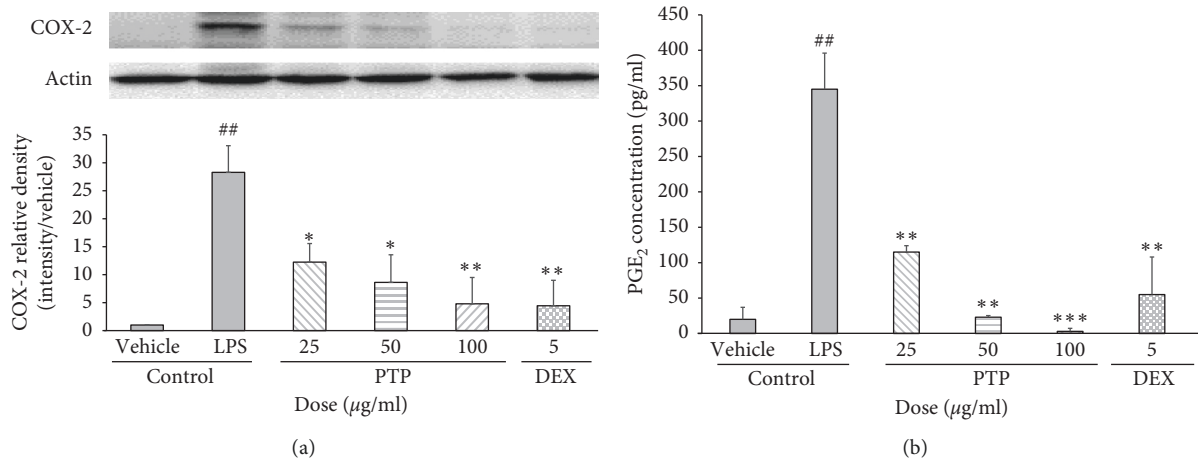 COX-2
Actin
COX-2 relative density
(intensity/vehicle)
35
30
25
20
15
10
5
0
##
*
*
**
**
Vehicle LPS 25 50 100 5
Control PTP DEX
Dose (μg/ml)
(a)
PGE2 concentration (pg/ml)
450
400
350
300
250
200
150
100
50
0
##
**
**
***
**
Vehicle LPS 25 50 100 5
Control PTP DEX
Dose (μg/ml)
(b)